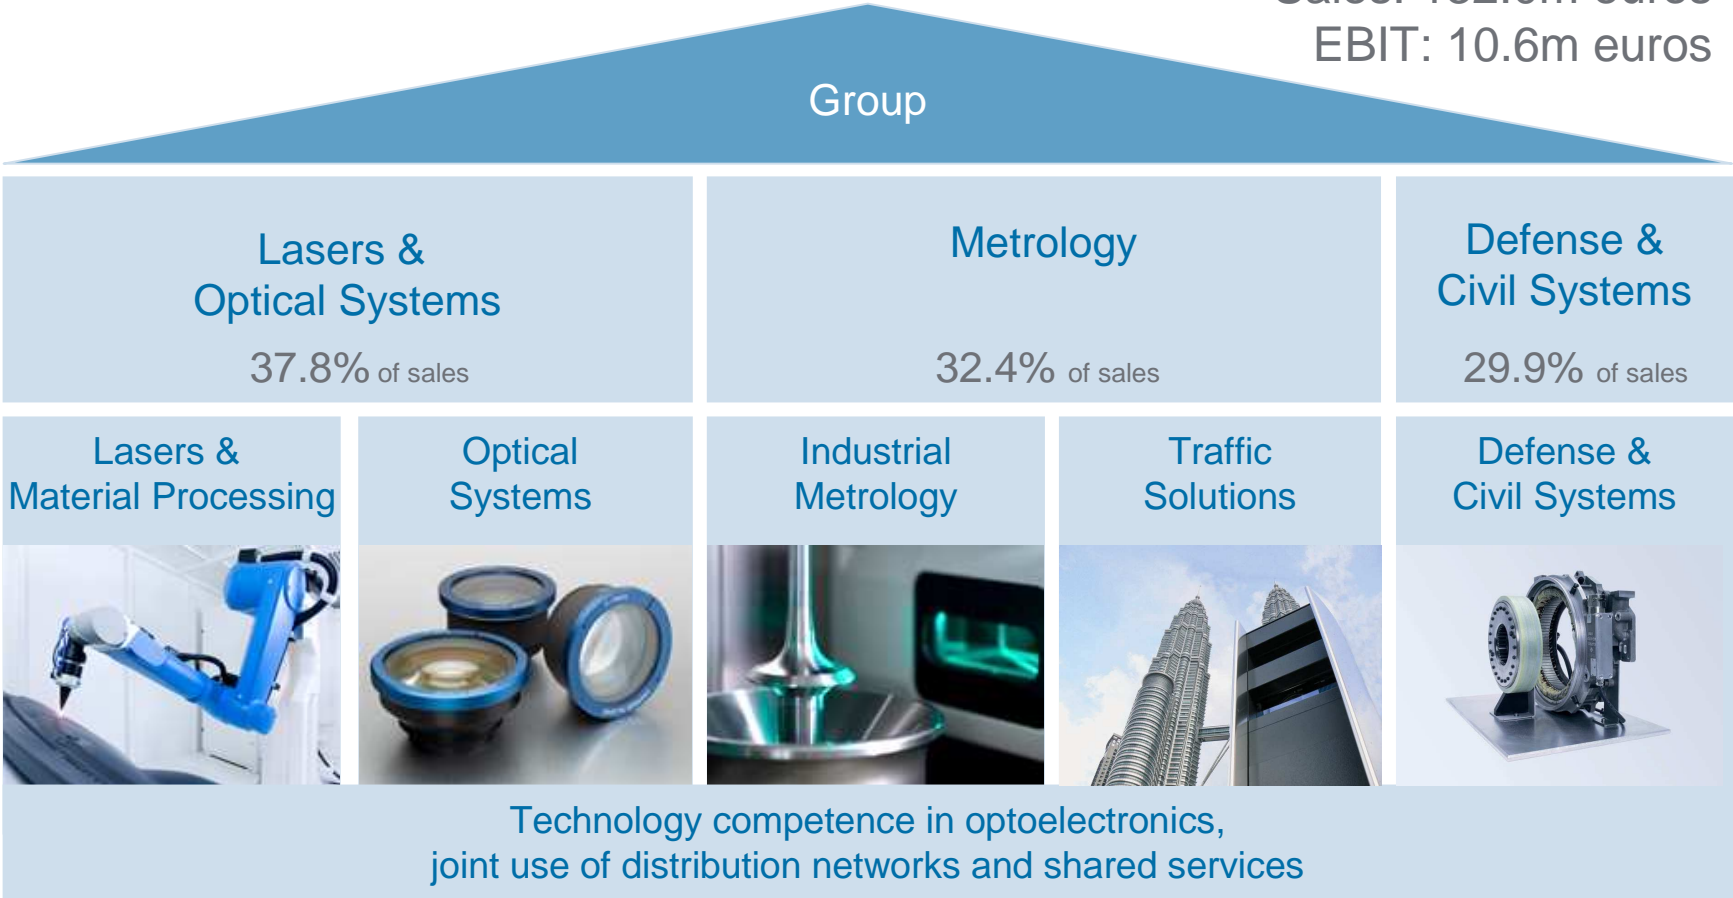 EBIT: 10.6m euros
Group
Lasers &
Optical Systems
37.8% of sales
Metrology
32.4% of sales
Defense &
Civil Systems
29.9% of sales
Lasers &
Material Processing
Optical
Systems
Industrial
Metrology
Traffic
Solutions
Defense &
Civil Systems
Technology competence in optoelectronics,
joint use of distribution networks and shared services